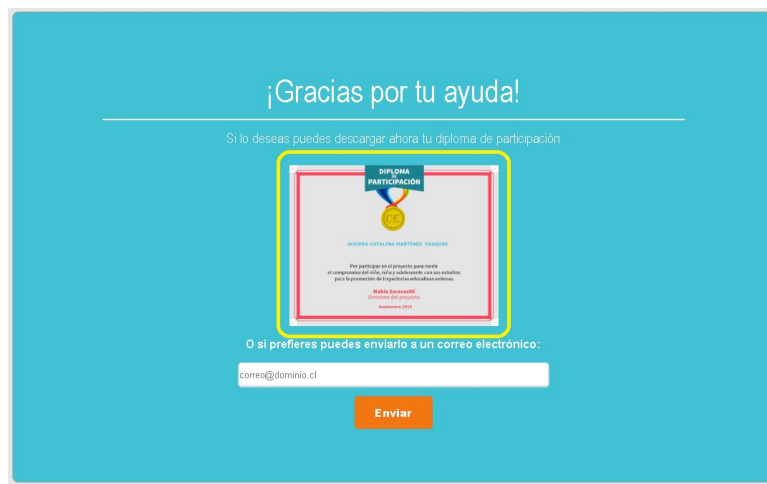 ¡Gracias por tu ayuda!
Si lo deseas puedes descargar ahora tu diploma de participación
DIPLOMA
DE
PARTICIPACIÓN
CE
JAVIERA CATALINA MARTÍNEZ VASQUEZ
Por participar en el proyecto para medir
el compromiso del niño, niña y adolescente con sus estudios
para la promoción de trayectorias educativas exitosas.
Mahia Saracostti
Directora del proyecto
Septiembre 2025
O si prefieres puedes enviarlo a un correo electrónico:
correo@dominio.cl
Enviar